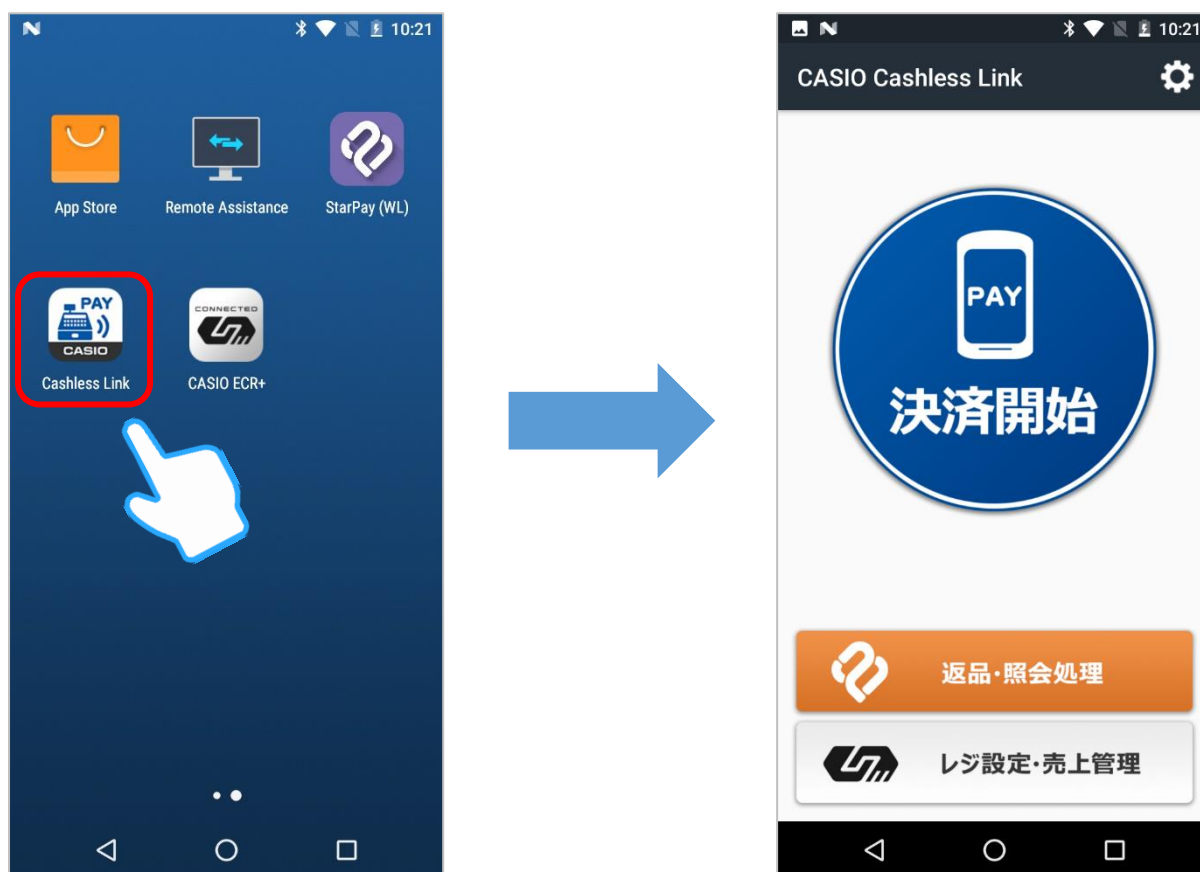 10:21
App Store
Remote Assistance
StarPay (WL)
PAY
CASIO
CONNECTED
Cashless Link
CASIO ECR+
10:21
CASIO Cashless Link
PAY
決済開始
返品・照会処理
レジ設定・売上管理